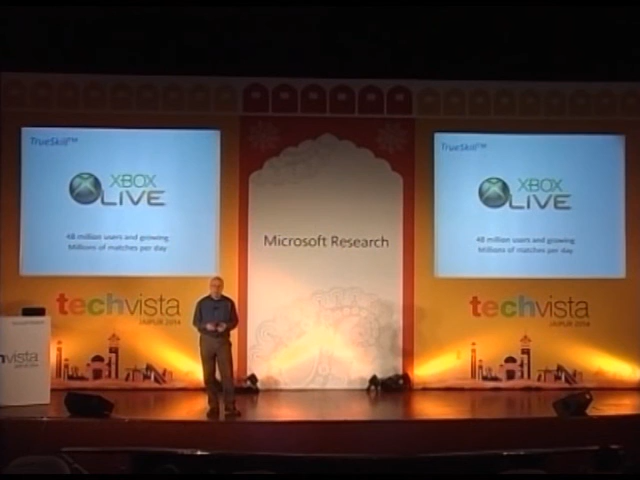 TrueSkill™
XBOX
LIVE
48 million users and growing
Millions of matches per day
techvista
JAIPUR 2014
Microsoft Research
TrueSkill™
XBOX
LIVE
48 million users and growing
Millions of matches per day
techvista
JAIPUR 2014
hvista